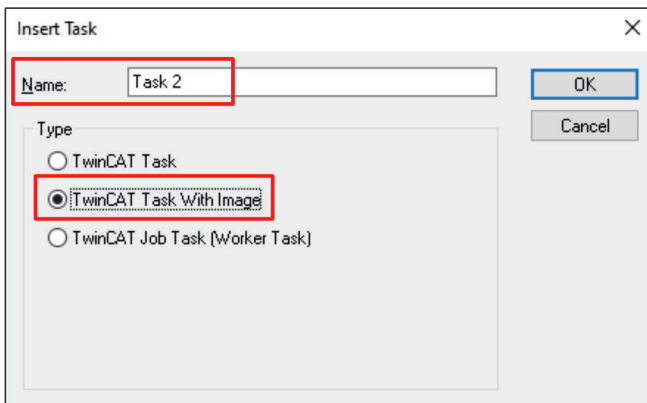 Insert Task
Name: Task 2
OK
Type
Cancel
TwinCAT Task
TwinCAT Task With Image
TwinCAT Job Task (Worker Task)